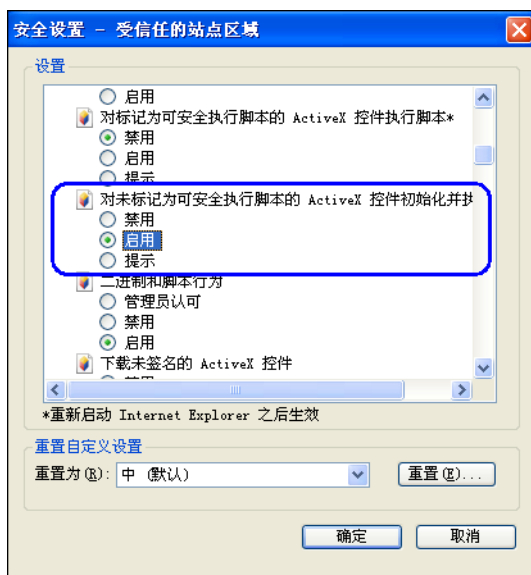 安全设置 - 受信任的站点区域
设置
启用
对标记为可安全执行脚本的 ActiveX 控件执行脚本*
禁用
启用
提示
对未标记为可安全执行脚本的 ActiveX 控件初始化并执
禁用
启用
提示
二进制和脚本行为
管理员认可
禁用
启用
下载未签名的 ActiveX 控件
*重新启动 Internet Explorer 之后生效
重置自定义设置
重置为(R): 中 (默认) 重置(E)...
确定 取消